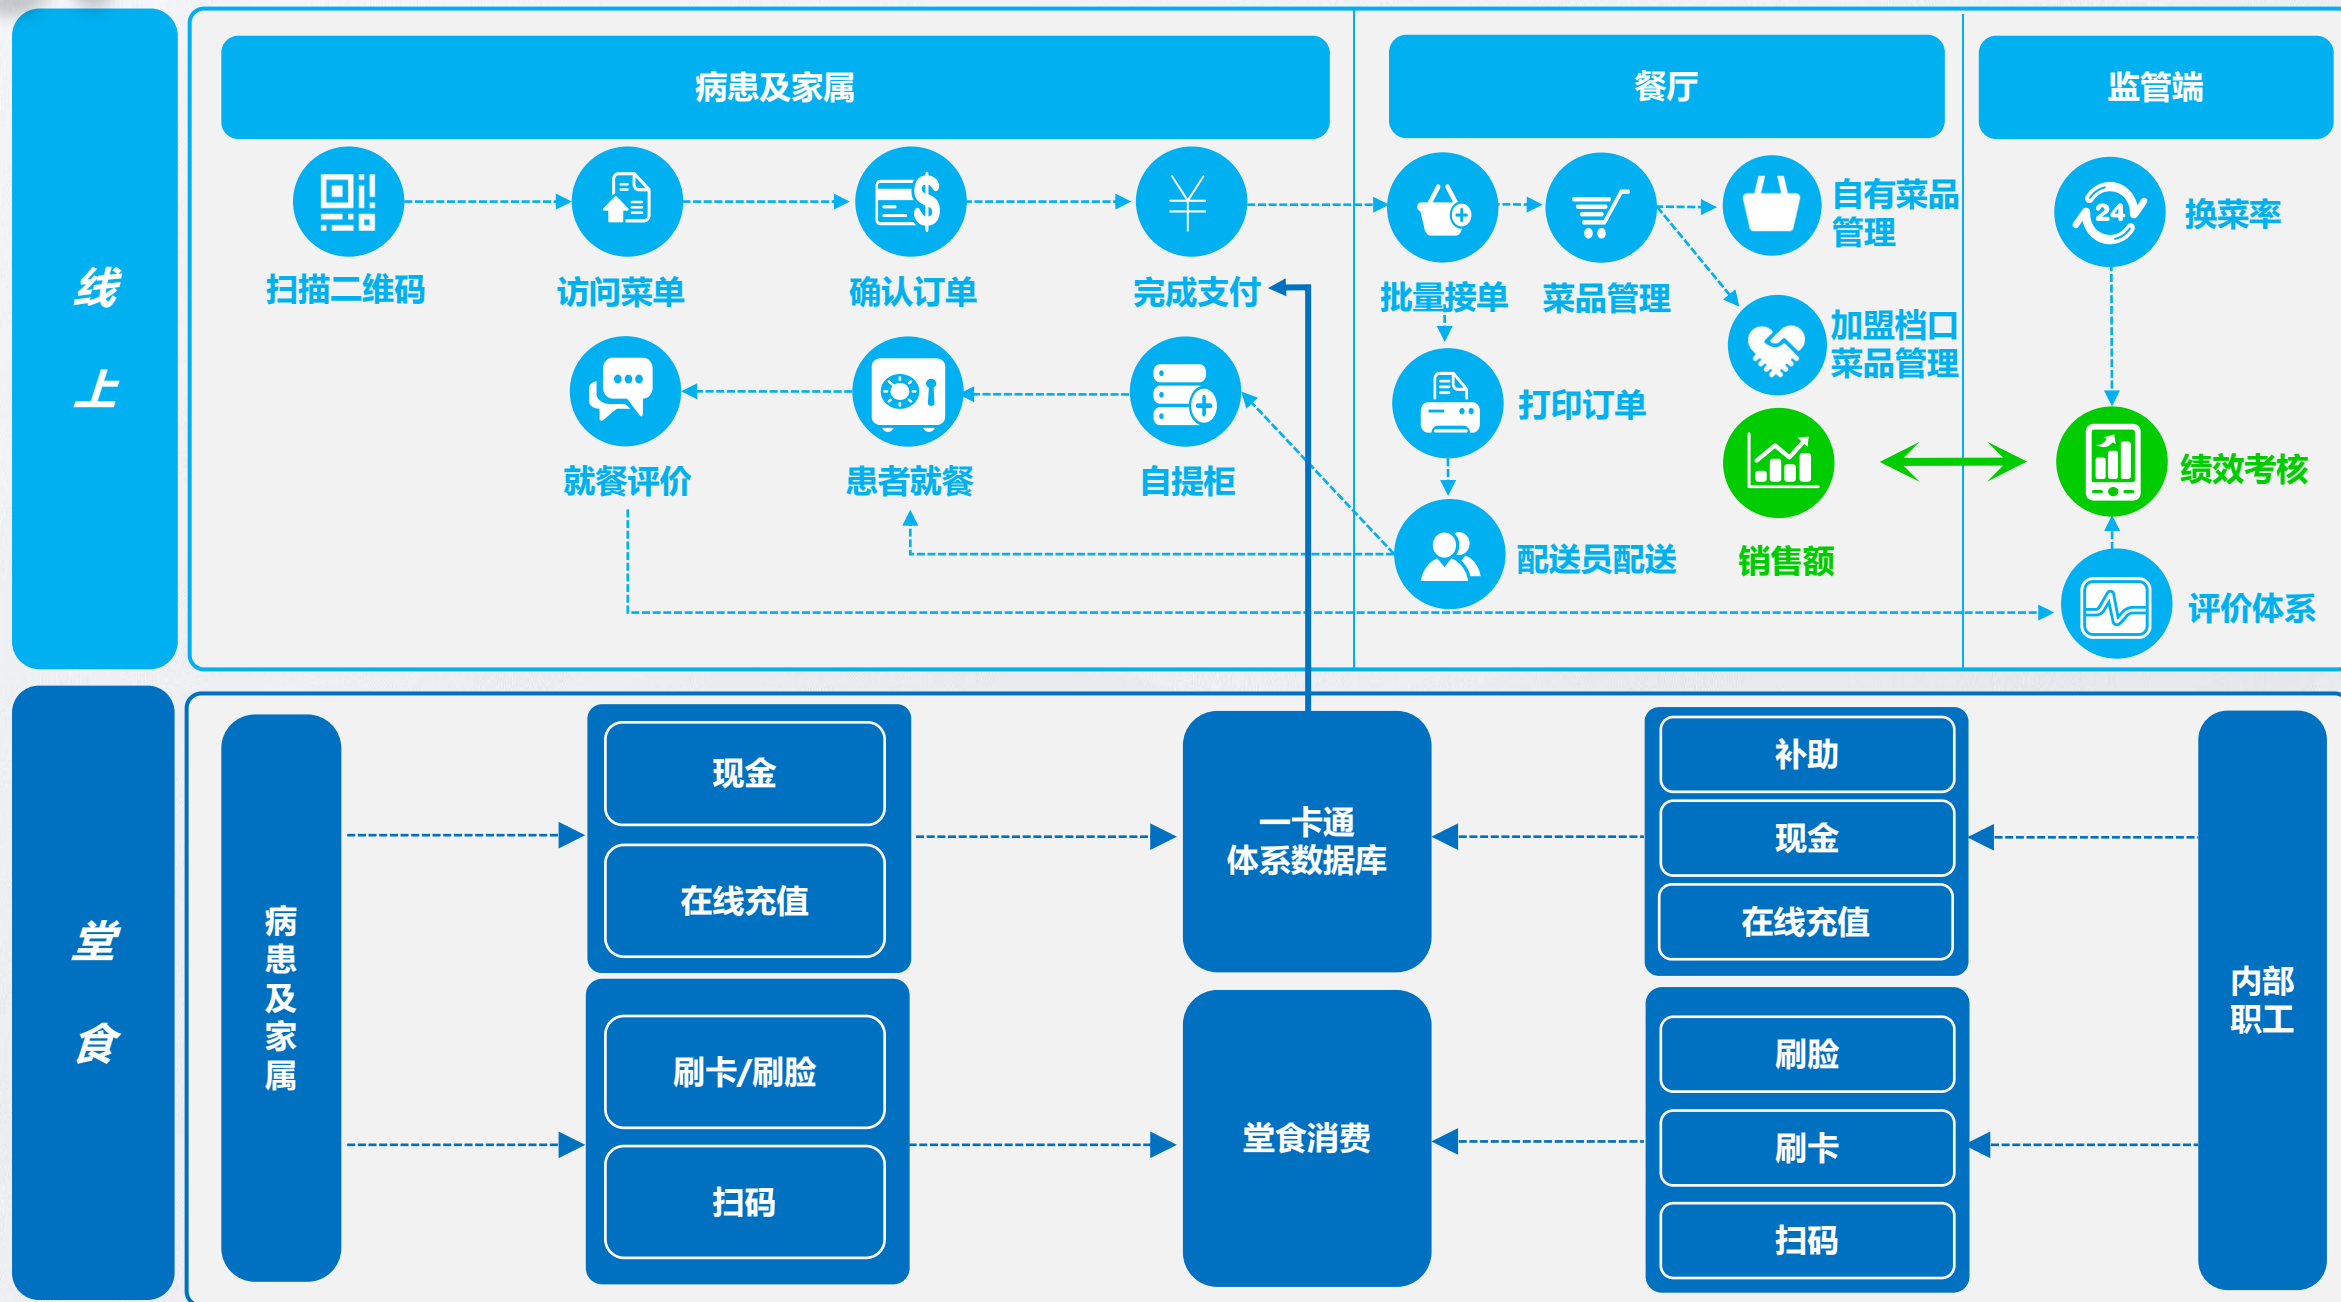 线
上
病患及家属
餐厅
监管端
扫描二维码
访问菜单
确认订单
完成支付
批量接单
菜品管理
自有菜品
管理
加盟档口
菜品管理
24
换菜率
就餐评价
患者就餐
自提柜
打印订单
配送员配送
销售额
绩效考核
评价体系
堂
食
病
患
及
家
属
现金
在线充值
刷卡/刷脸
扫码
一卡通
体系数据库
堂食消费
补助
现金
在线充值
刷脸
刷卡
扫码
内部
职工